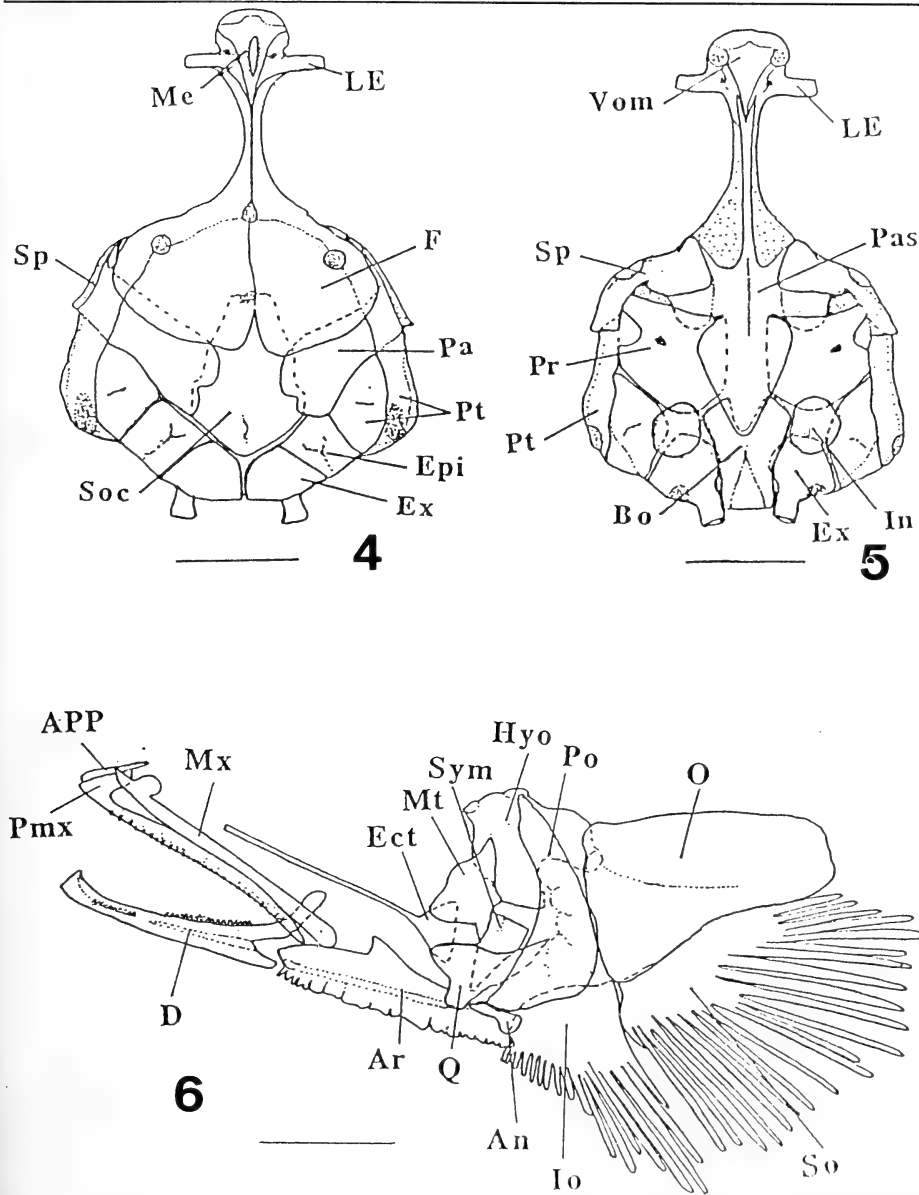 Me
LE
Sp
F
Pa
Pt
Epi
Soc
Ex
4
Vom
LE
Sp
Pas
Pr
Pt
Bo
Ex
In
5
APP
Mx
Pmx
Hyo
Sym
Po
Mt
Ect
O
D
Ar
Q
An
Io
So
6